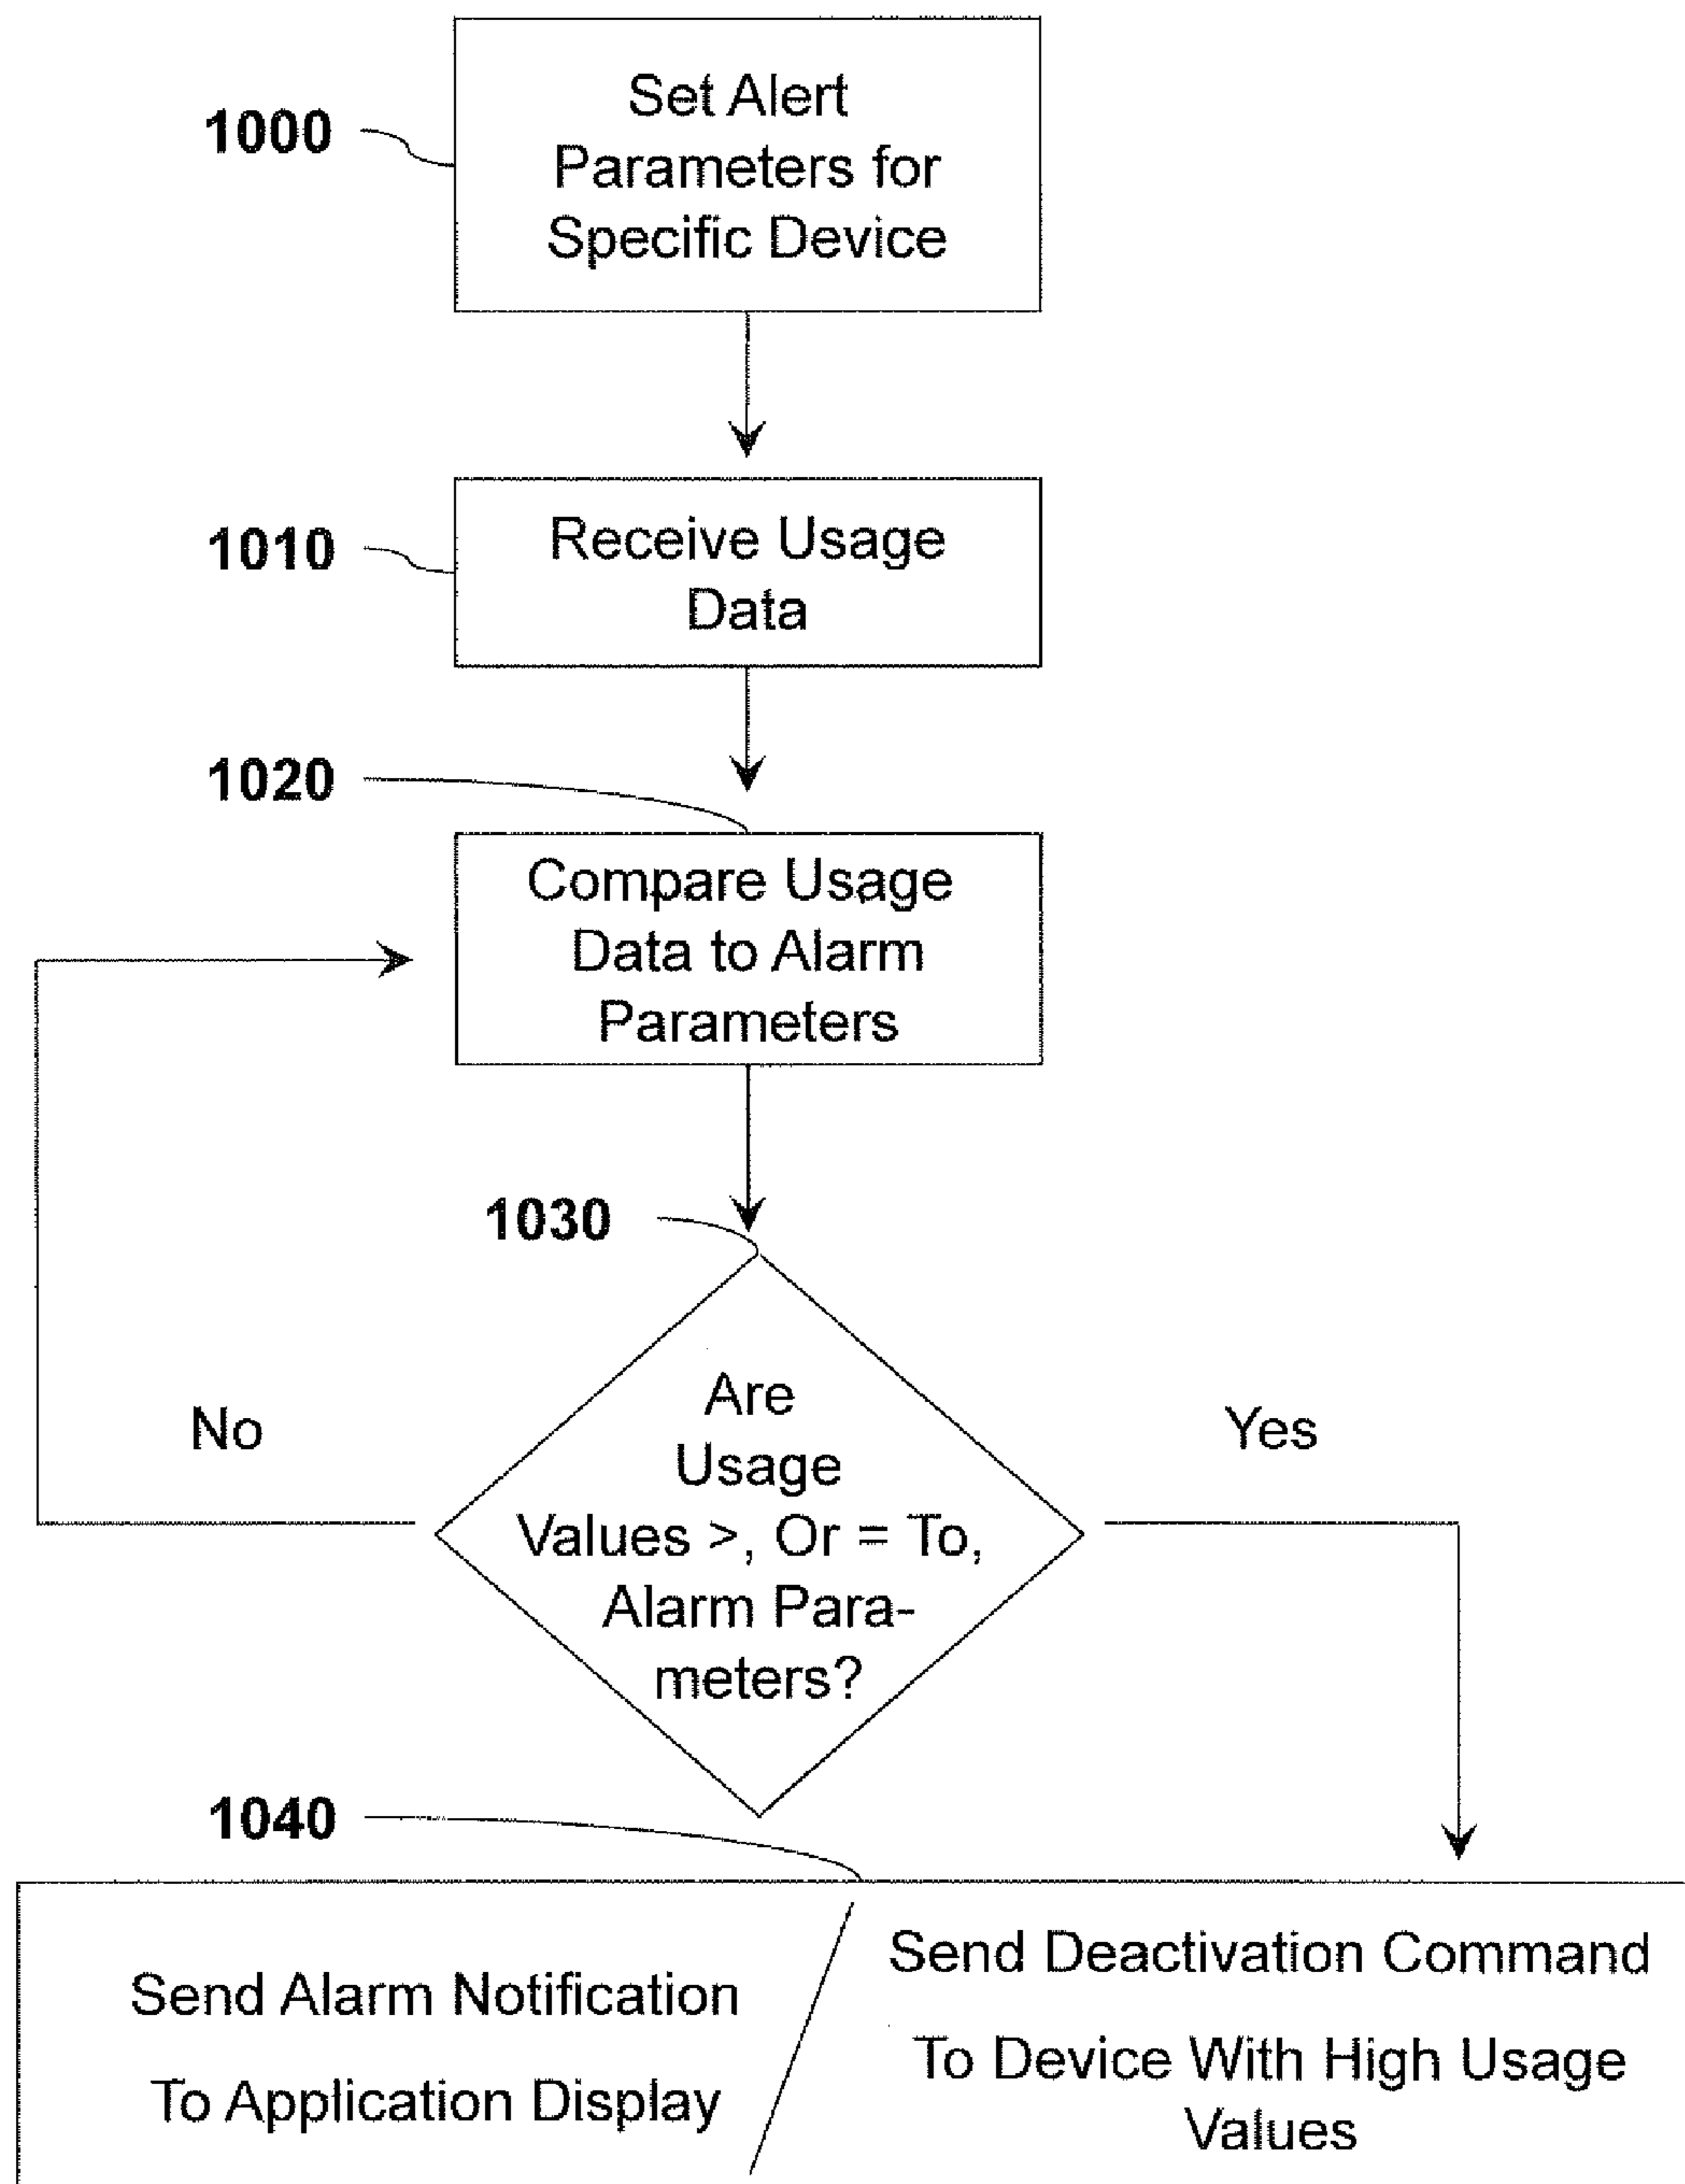 1000
Set Alert
Parameters for
Specific Device
1010
Receive Usage
Data
1020
Compare Usage
Data to Alarm
Parameters
1030
Are
Usage
Values >, Or = To,
Alarm Para-
meters?
No
Yes
1040
Send Alarm Notification
To Application Display
Send Deactivation Command
To Device With High Usage
Values